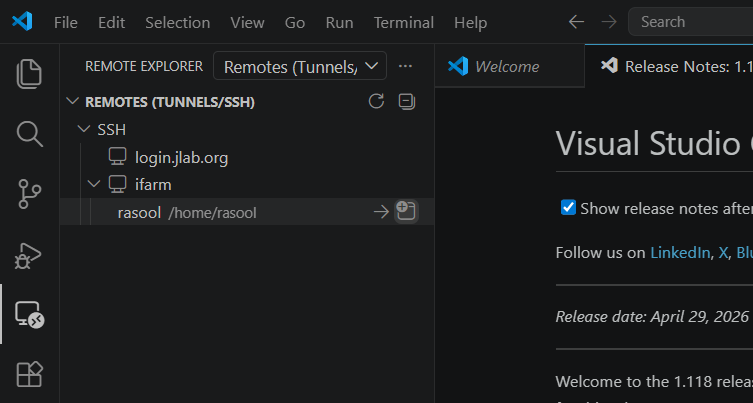 File Edit Selection View Go Run Terminal Help
Search
REMOTE EXPLORER
Remotes (Tunnels/
Welcome
Release Notes: 1.1
REMOTES (TUNNELS/SSH)
SSH
login.jlab.org
ifarm
rasool /home/rasool
Visual Studio
Show release notes after
Follow us on LinkedIn, X, Blu
Release date: April 29, 2026
Welcome to the 1.118 relea